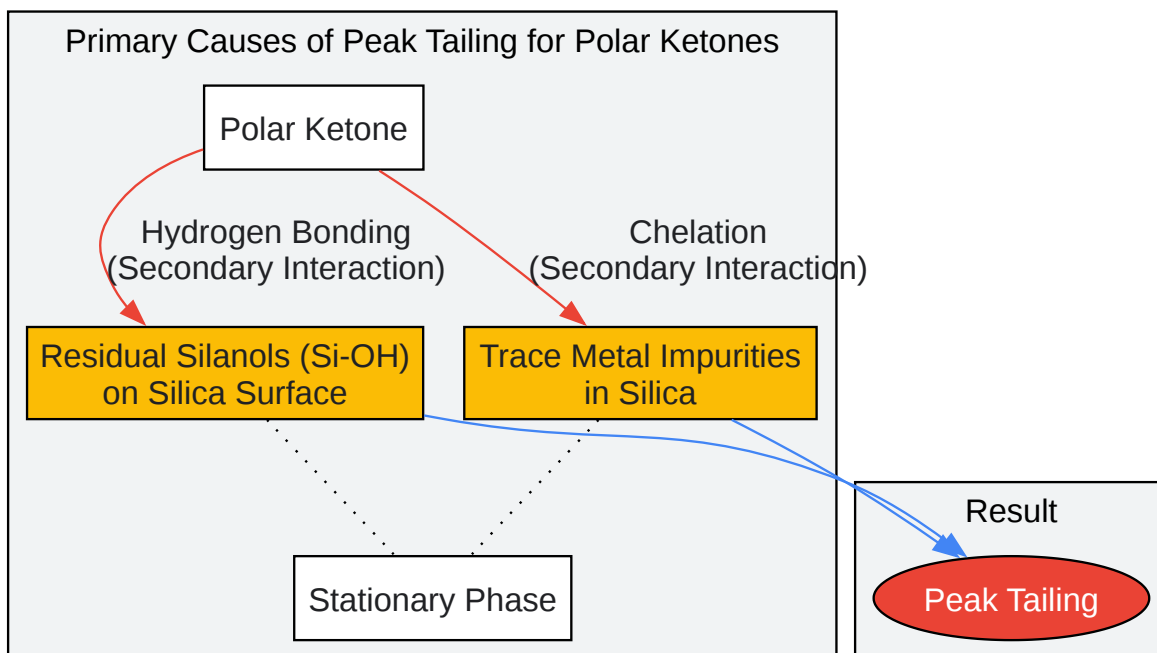 Primary Causes of Peak Tailing for Polar Ketones
Polar Ketone
Hydrogen Bonding
(Secondary Interaction)
Chelation
(Secondary Interaction)
Residual Silanols (Si-OH)
on Silica Surface
Trace Metal Impurities
in Silica
Stationary Phase
Result
Peak Tailing